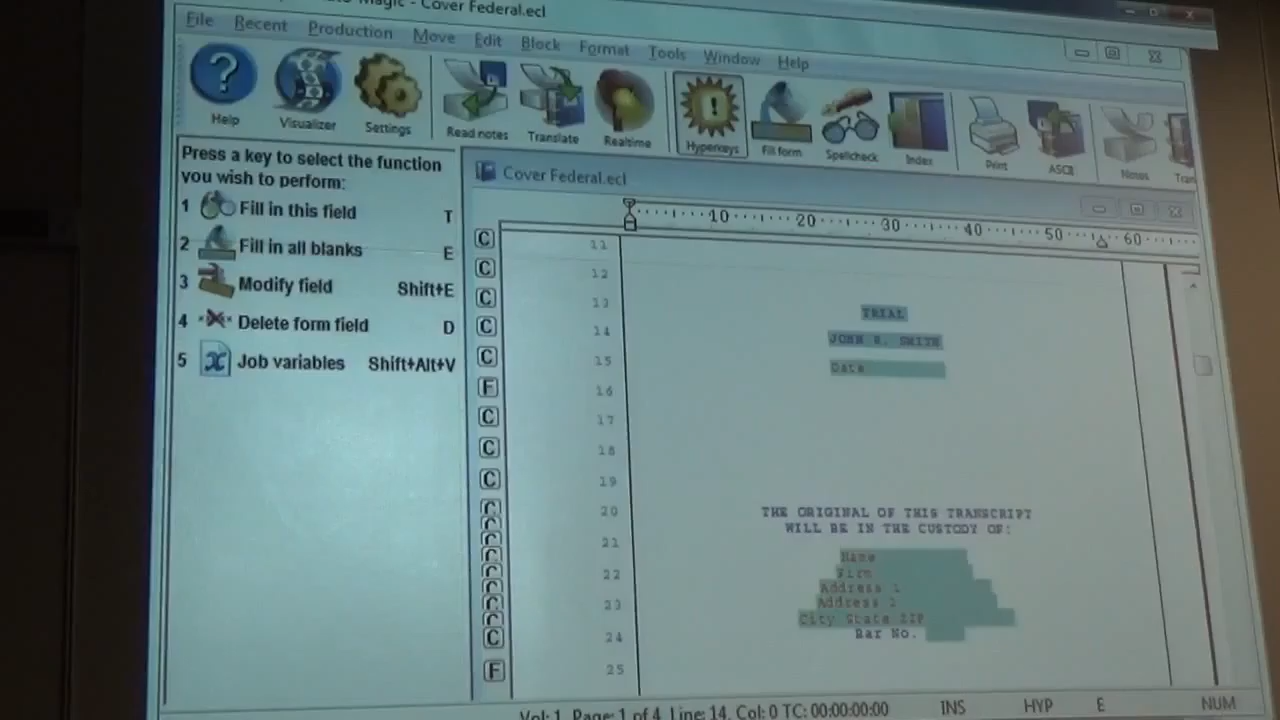 Magic - Cover Federal.ecl
File Recent Production Move Edit Block Format Tools Window Help
Help Visualizer Settings Read notes Translate Realtime Hyperkeys Fill form Spellcheck Index Print ASCII Notes
Press a key to select the function
you wish to perform:
1 Fill in this field T
2 Fill in all blanks E
3 Modify field Shift+E
4 Delete form field D
5 Job variables Shift+Alt+V
Cover Federal.ecl
10 20 30 40 50 60
C 11
C 12
C 13 TRIAL
C 14 JOHN R. SMITH
C 15 Date
F 16
C 17
C 18
C 19
C 20 THE ORIGINAL OF THIS TRANSCRIPT
C WILL BE IN THE CUSTODY OF:
C 21
C Name
C 22 Firm
C Address 1
C 23 Address 2
C City State ZIP
C 24 Bar No.
F 25
Vol: 1 Page: 1 of 4 Line: 14, Col: 0 TC: 00:00:00:00 INS HYP E NUM